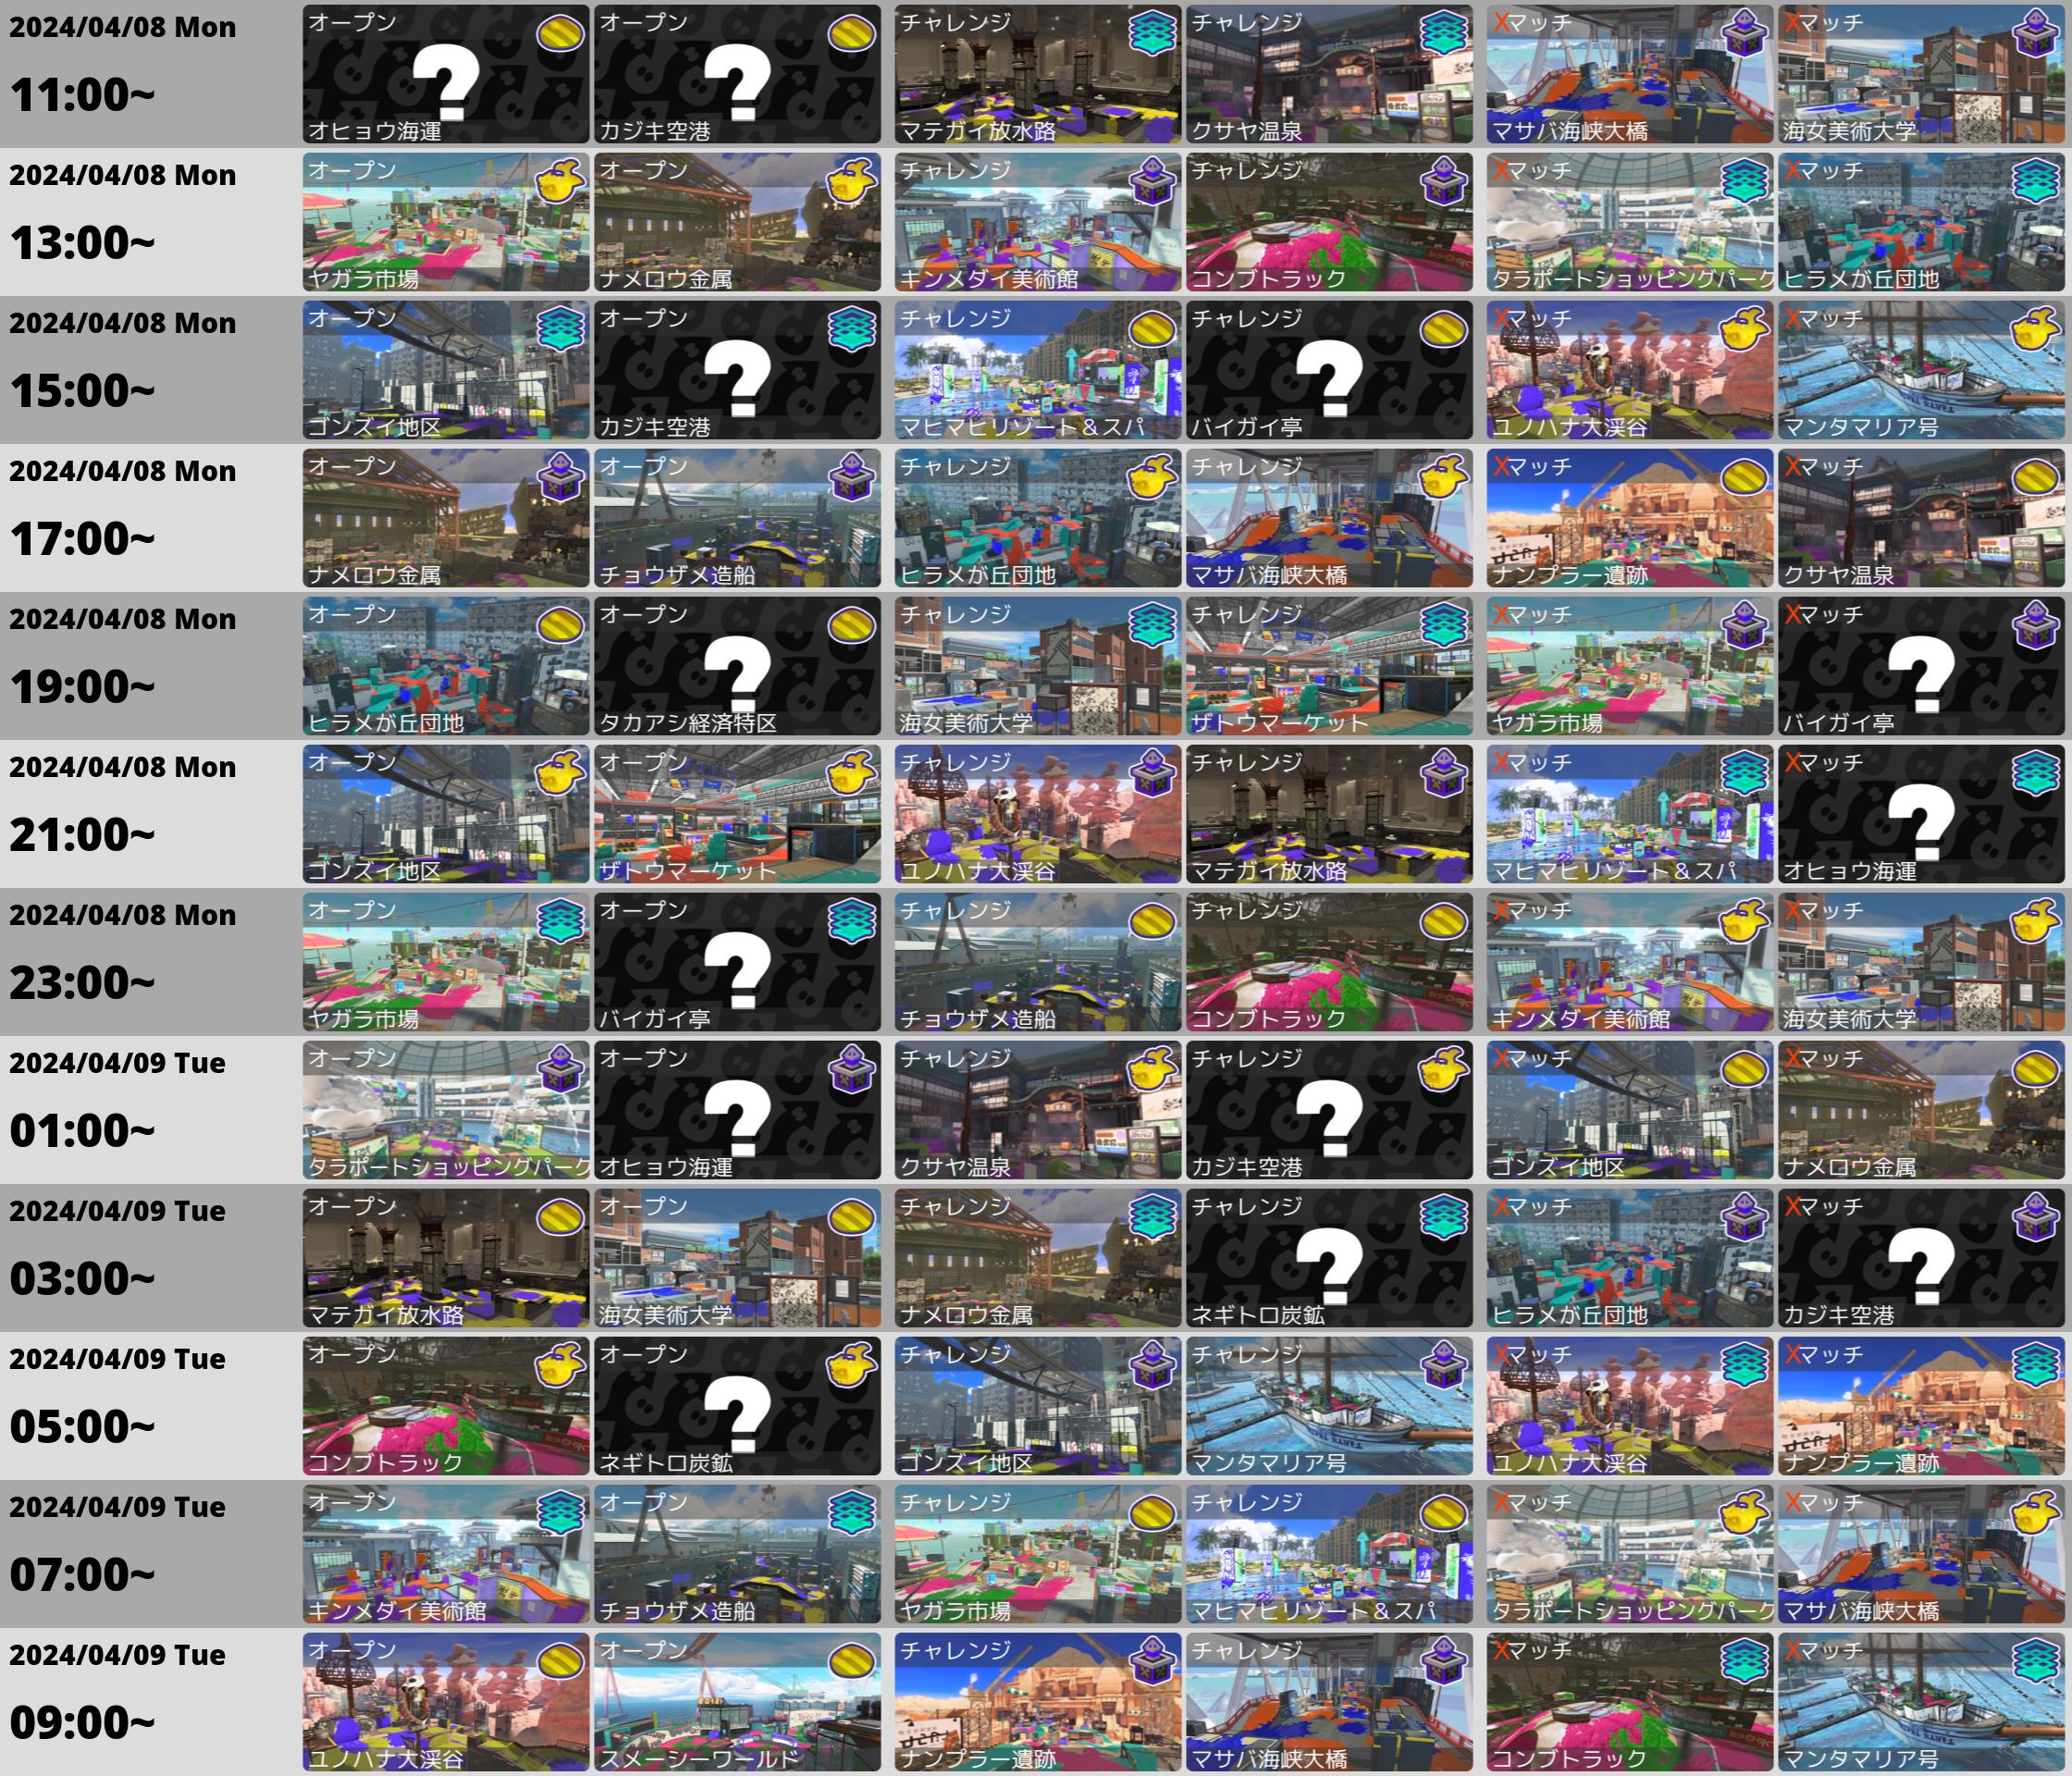 2024/04/08 Mon
11:00~
オープン
オヒョウ海運
オープン
カジキ空港
チャレンジ
マテガイ放水路
チャレンジ
クサヤ温泉
Xマッチ
マサバ海峡大橋
Xマッチ
海女美術大学
2024/04/08 Mon
13:00~
オープン
ヤガラ市場
オープン
ナメロウ金属
チャレンジ
キンメダイ美術館
チャレンジ
コンブトラック
Xマッチ
タラポートショッピングパーク
Xマッチ
ヒラメが丘団地
2024/04/08 Mon
15:00~
オープン
ゴンズイ地区
オープン
カジキ空港
チャレンジ
マヒマヒリゾート＆スパ
チャレンジ
バイガイ亭
Xマッチ
ユノハナ大渓谷
Xマッチ
マンタマリア号
2024/04/08 Mon
17:00~
オープン
ナメロウ金属
オープン
チョウザメ造船
チャレンジ
ヒラメが丘団地
チャレンジ
マサバ海峡大橋
Xマッチ
ナンプラー遺跡
Xマッチ
クサヤ温泉
2024/04/08 Mon
19:00~
オープン
ヒラメが丘団地
オープン
タカアシ経済特区
チャレンジ
海女美術大学
チャレンジ
ザトウマーケット
Xマッチ
ヤガラ市場
Xマッチ
バイガイ亭
2024/04/08 Mon
21:00~
オープン
ゴンズイ地区
オープン
ザトウマーケット
チャレンジ
ユノハナ大渓谷
チャレンジ
マテガイ放水路
Xマッチ
マヒマヒリゾート＆スパ
Xマッチ
オヒョウ海運
2024/04/08 Mon
23:00~
オープン
ヤガラ市場
オープン
バイガイ亭
チャレンジ
チョウザメ造船
チャレンジ
コンブトラック
Xマッチ
キンメダイ美術館
Xマッチ
海女美術大学
2024/04/09 Tue
01:00~
オープン
タラポートショッピングパーク
オープン
オヒョウ海運
チャレンジ
クサヤ温泉
チャレンジ
カジキ空港
Xマッチ
ゴンズイ地区
Xマッチ
ナメロウ金属
2024/04/09 Tue
03:00~
オープン
マテガイ放水路
オープン
海女美術大学
チャレンジ
ナメロウ金属
チャレンジ
ネギトロ炭鉱
Xマッチ
ヒラメが丘団地
Xマッチ
カジキ空港
2024/04/09 Tue
05:00~
オープン
コンブトラック
オープン
ネギトロ炭鉱
チャレンジ
ゴンズイ地区
チャレンジ
マンタマリア号
Xマッチ
ユノハナ大渓谷
Xマッチ
ナンプラー遺跡
2024/04/09 Tue
07:00~
オープン
キンメダイ美術館
オープン
チョウザメ造船
チャレンジ
ヤガラ市場
チャレンジ
マヒマヒリゾート＆スパ
Xマッチ
タラポートショッピングパーク
Xマッチ
マサバ海峡大橋
2024/04/09 Tue
09:00~
オープン
ユノハナ大渓谷
オープン
スメーシーワールド
チャレンジ
ナンプラー遺跡
チャレンジ
マサバ海峡大橋
Xマッチ
コンブトラック
Xマッチ
マンタマリア号